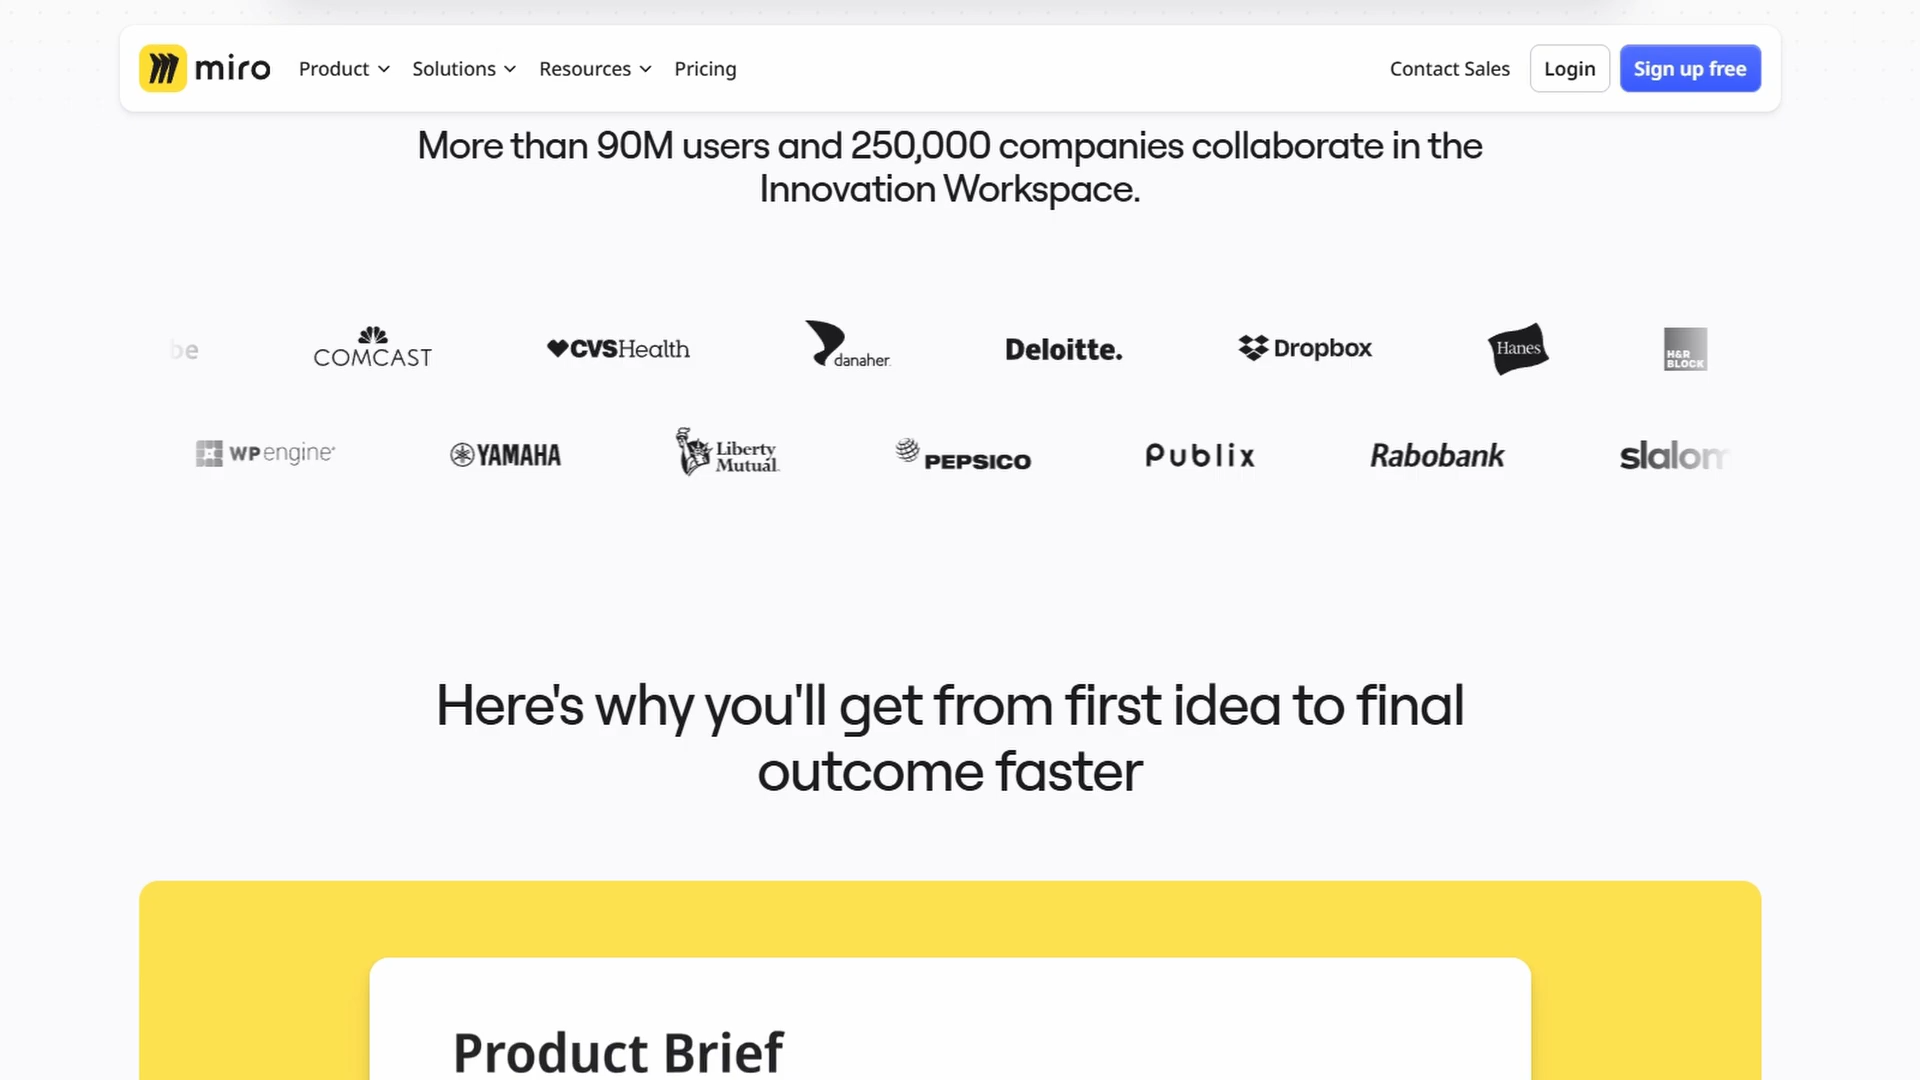 miro Product Solutions Resources Pricing Contact Sales Login Sign up free
More than 90M users and 250,000 companies collaborate in the
Innovation Workspace.
be COMCAST CVSHealth danaher. Deloitte. Dropbox Hanes H&R BLOCK
WPengine YAMAHA Liberty Mutual. PEPSICO Publix Rabobank slalom
Here's why you'll get from first idea to final
outcome faster
Product Brief